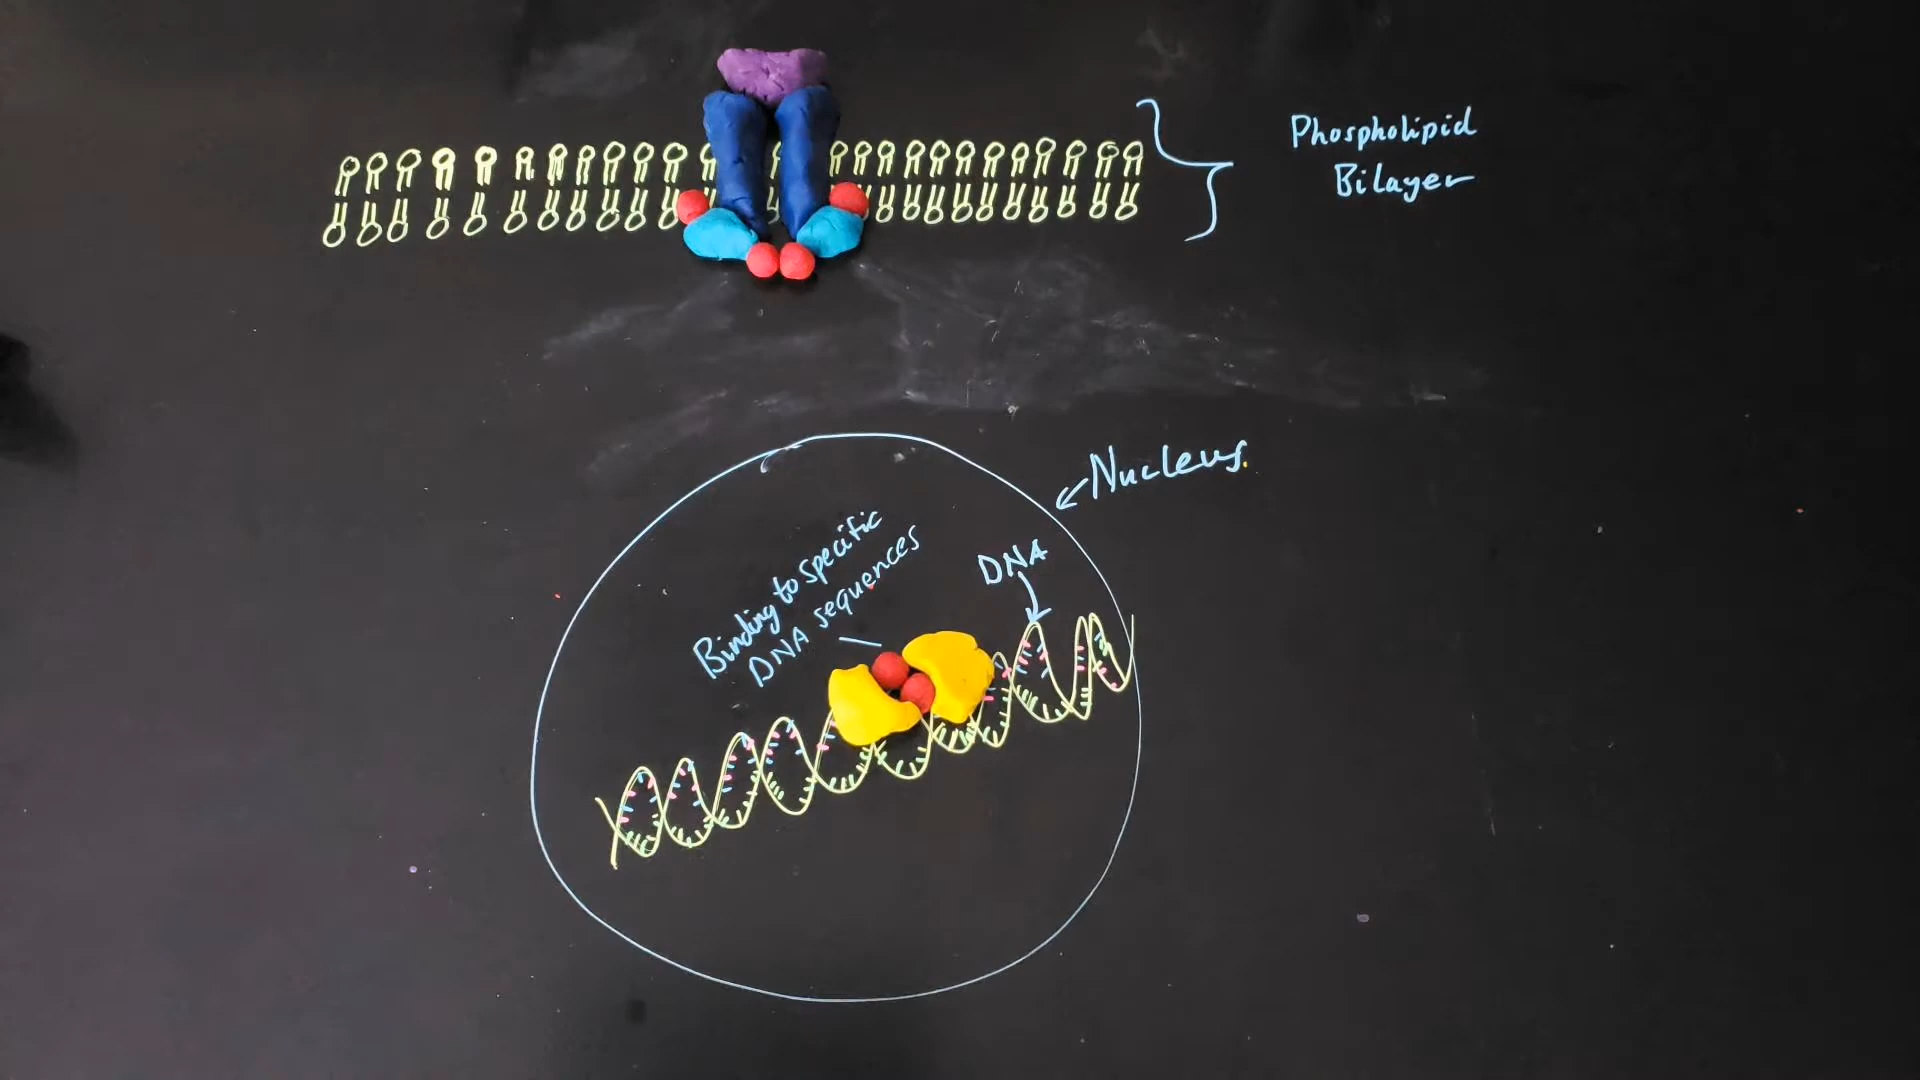 Phospholipid
Bilayer
Nucleus.
DNA
Binding to specific
DNA sequences